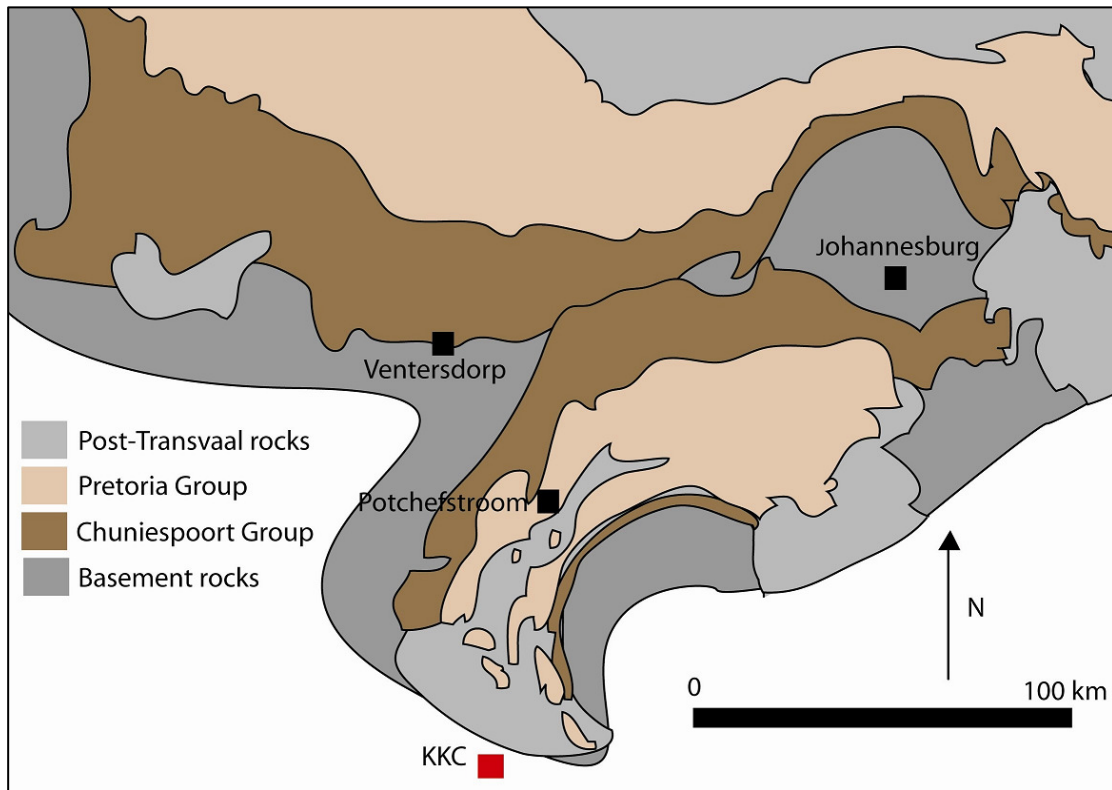 Johannesburg
Ventersdorp
Post-Transvaal rocks
Pretoria Group
Chuniespoort Group
Basement rocks
Potchefstroom
N
0 100 km
KKC